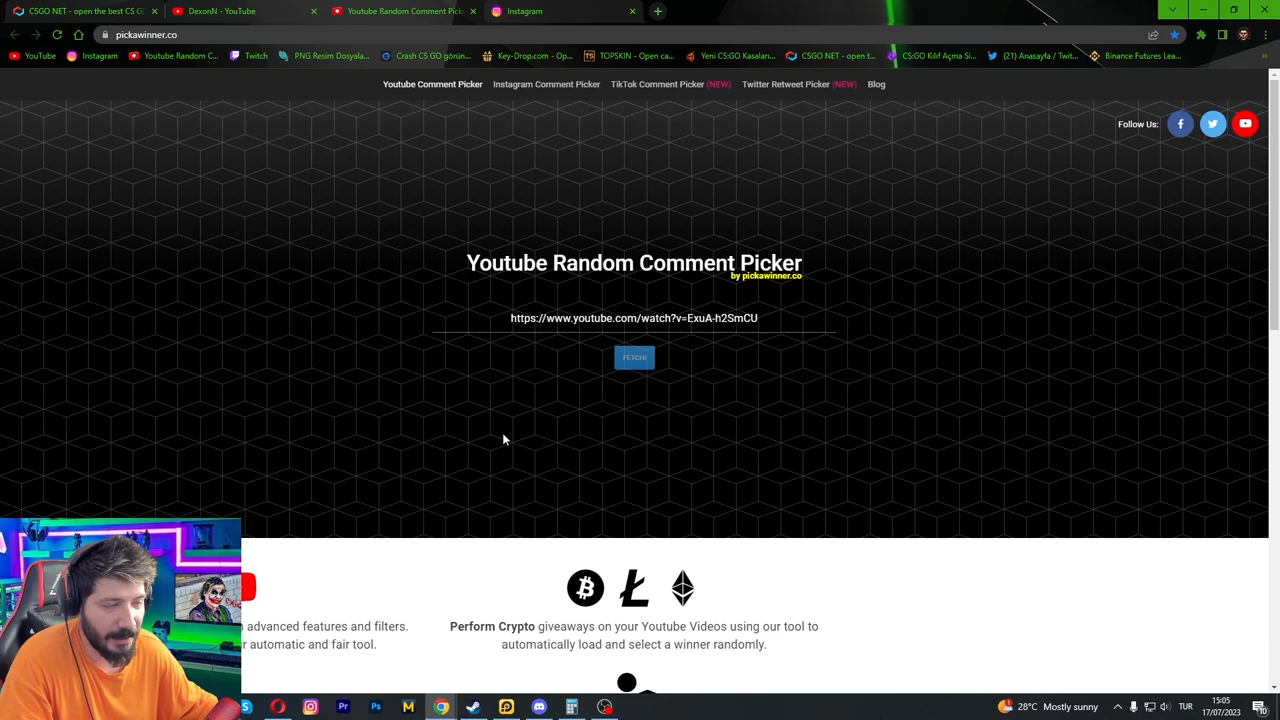 CSGO NET - open the best CS G
DexonN - YouTube
Youtube Random Comment Picke
Instagram
pickawinner.co
YouTube
Instagram
Youtube Random C...
Twitch
PNG Resim Dosyala...
Crash CS GO görün...
Key-Drop.com - Op...
TOPSKIN - Open ca...
Yeni CS:GO Kasaları...
CSGO NET - open t...
CS:GO Kılıf Açma Si...
(21) Anasayfa / Twit...
Binance Futures Lea...
Youtube Comment Picker
Instagram Comment Picker
TikTok Comment Picker (NEW)
Twitter Retweet Picker (NEW)
Blog
Follow Us:
Youtube Random Comment Picker
by pickawinner.co
https://www.youtube.com/watch?v=ExuA-h2SmCU
FETCH!
advanced features and filters.
automatic and fair tool.
Perform Crypto giveaways on your Youtube Videos using our tool to
automatically load and select a winner randomly.
28°C Mostly sunny
TUR
15:05
17/07/2023
10